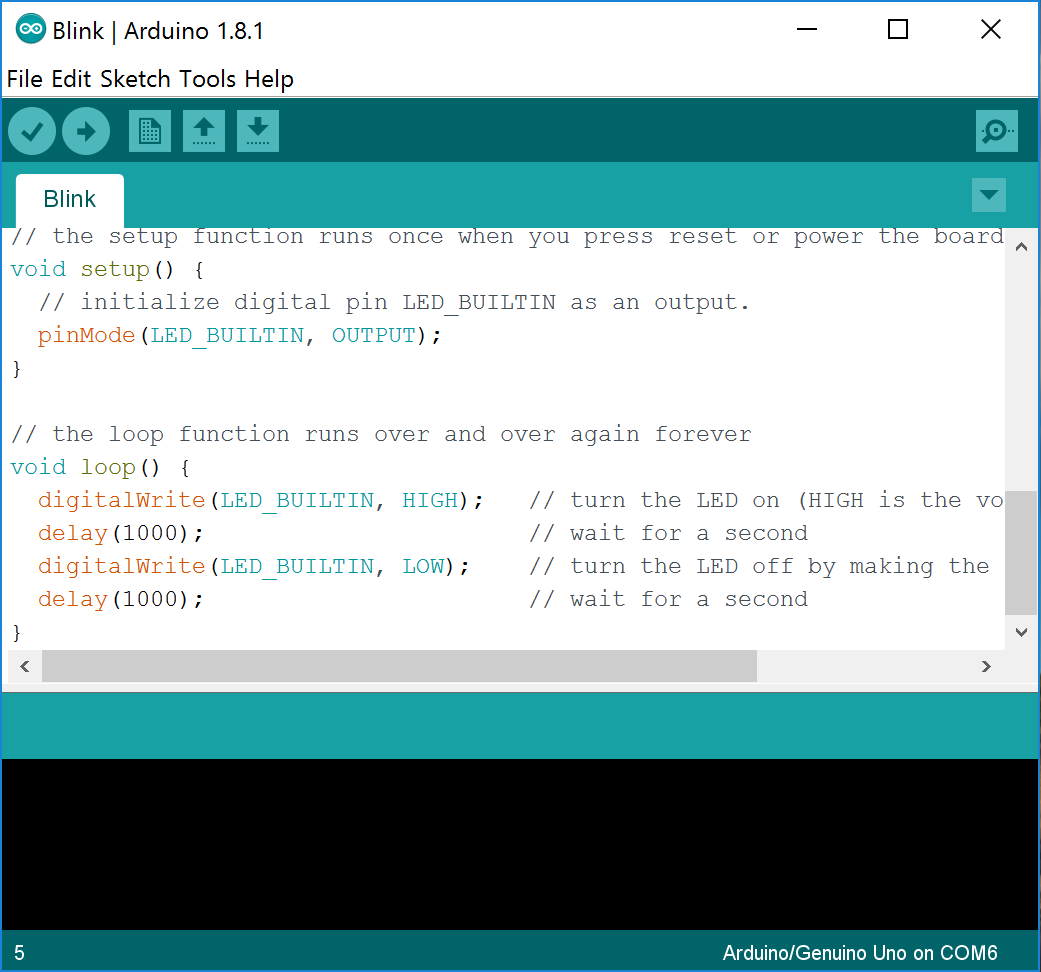 Blink | Arduino 1.8.1
File Edit Sketch Tools Help
Blink
// the setup function runs once when you press reset or power the board
void setup() {
  // initialize digital pin LED_BUILTIN as an output.
  pinMode(LED_BUILTIN, OUTPUT);
}
// the loop function runs over and over again forever
void loop() {
  digitalWrite(LED_BUILTIN, HIGH);   // turn the LED on (HIGH is the vo
  delay(1000);                       // wait for a second
  digitalWrite(LED_BUILTIN, LOW);    // turn the LED off by making the
  delay(1000);                       // wait for a second
}
5
Arduino/Genuino Uno on COM6